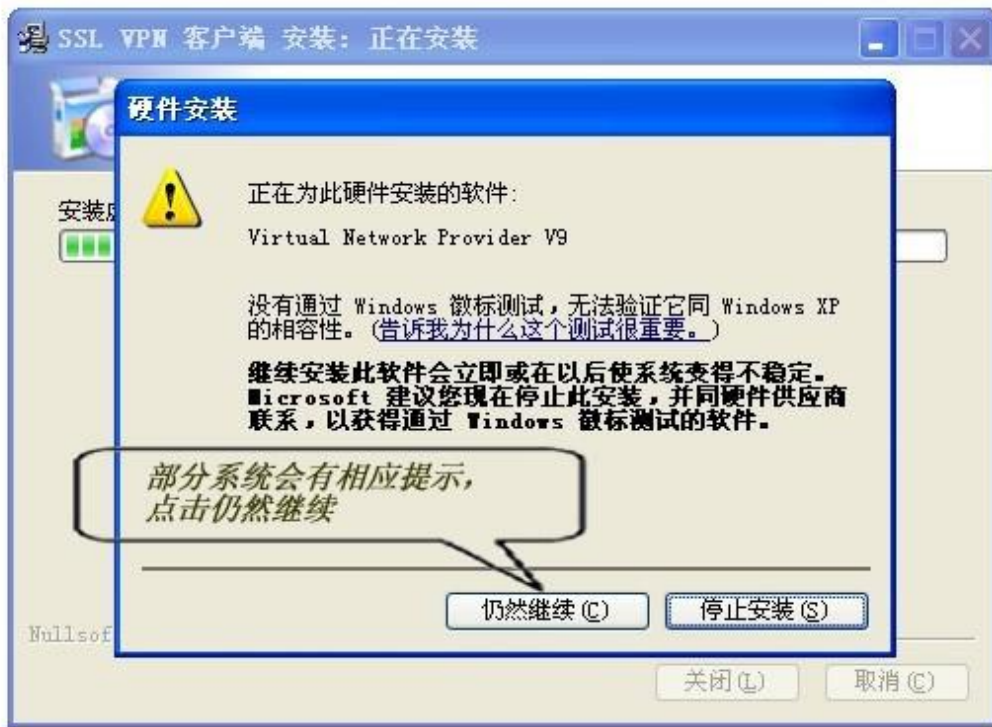 SSL VPN 客户端 安装: 正在安装
硬件安装
安装虚
正在为此硬件安装的软件:
Virtual Network Provider V9
没有通过 Windows 徽标测试，无法验证它同 Windows XP
的相容性。(告诉我为什么这个测试很重要。)
继续安装此软件会立即或在以后使系统变得不稳定。
Microsoft 建议您现在停止此安装，并同硬件供应商
联系，以获得通过 Windows 徽标测试的软件。
部分系统会有相应提示，
点击仍然继续
仍然继续(C)
停止安装(S)
Nullsof
关闭(L)
取消(C)